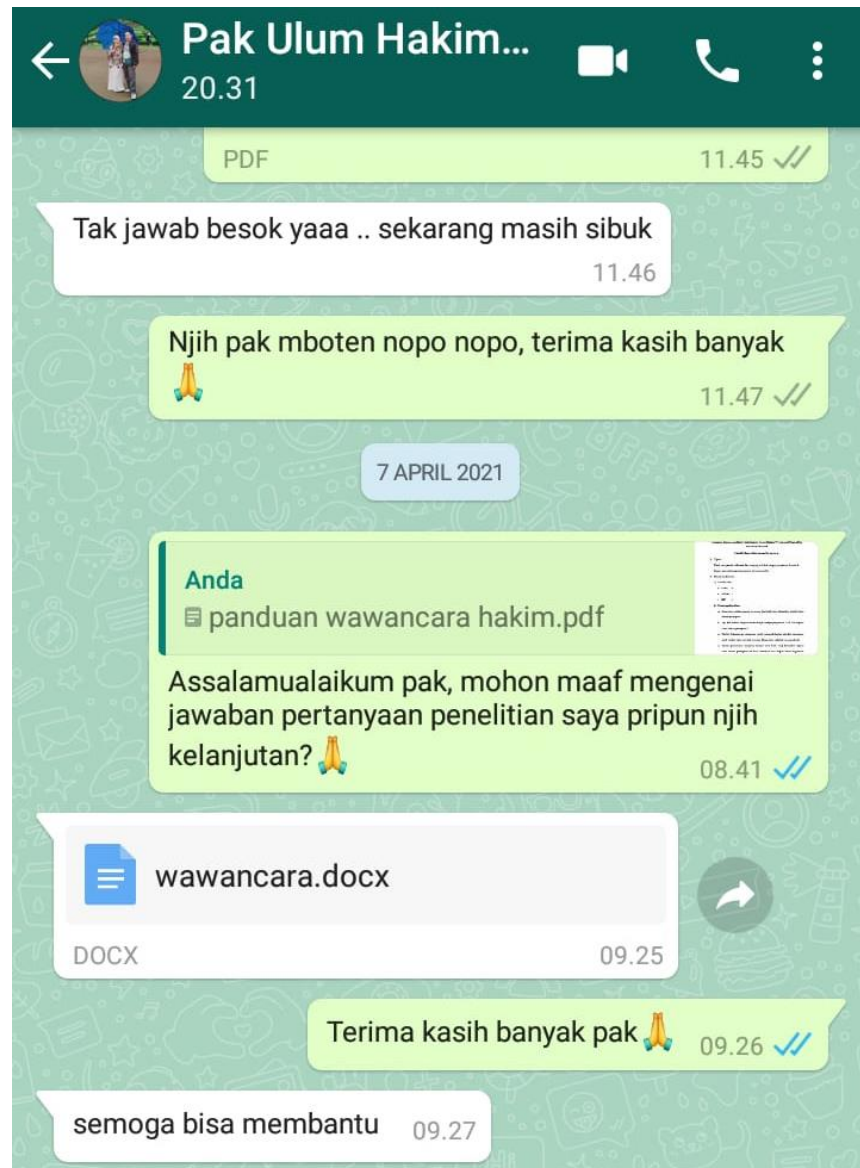 Pak Ulum Hakim...
20.31
PDF
11.45
Tak jawab besok yaaa .. sekarang masih sibuk
11.46
Njih pak mboten nopo nopo, terima kasih banyak
🙏
11.47
7 APRIL 2021
Anda
panduan wawancara hakim.pdf
Assalamualaikum pak, mohon maaf mengenai
jawaban pertanyaan penelitian saya pripun njih
kelanjutan?🙏
08.41
wawancara.docx
DOCX
09.25
Terima kasih banyak pak🙏
09.26
semoga bisa membantu
09.27